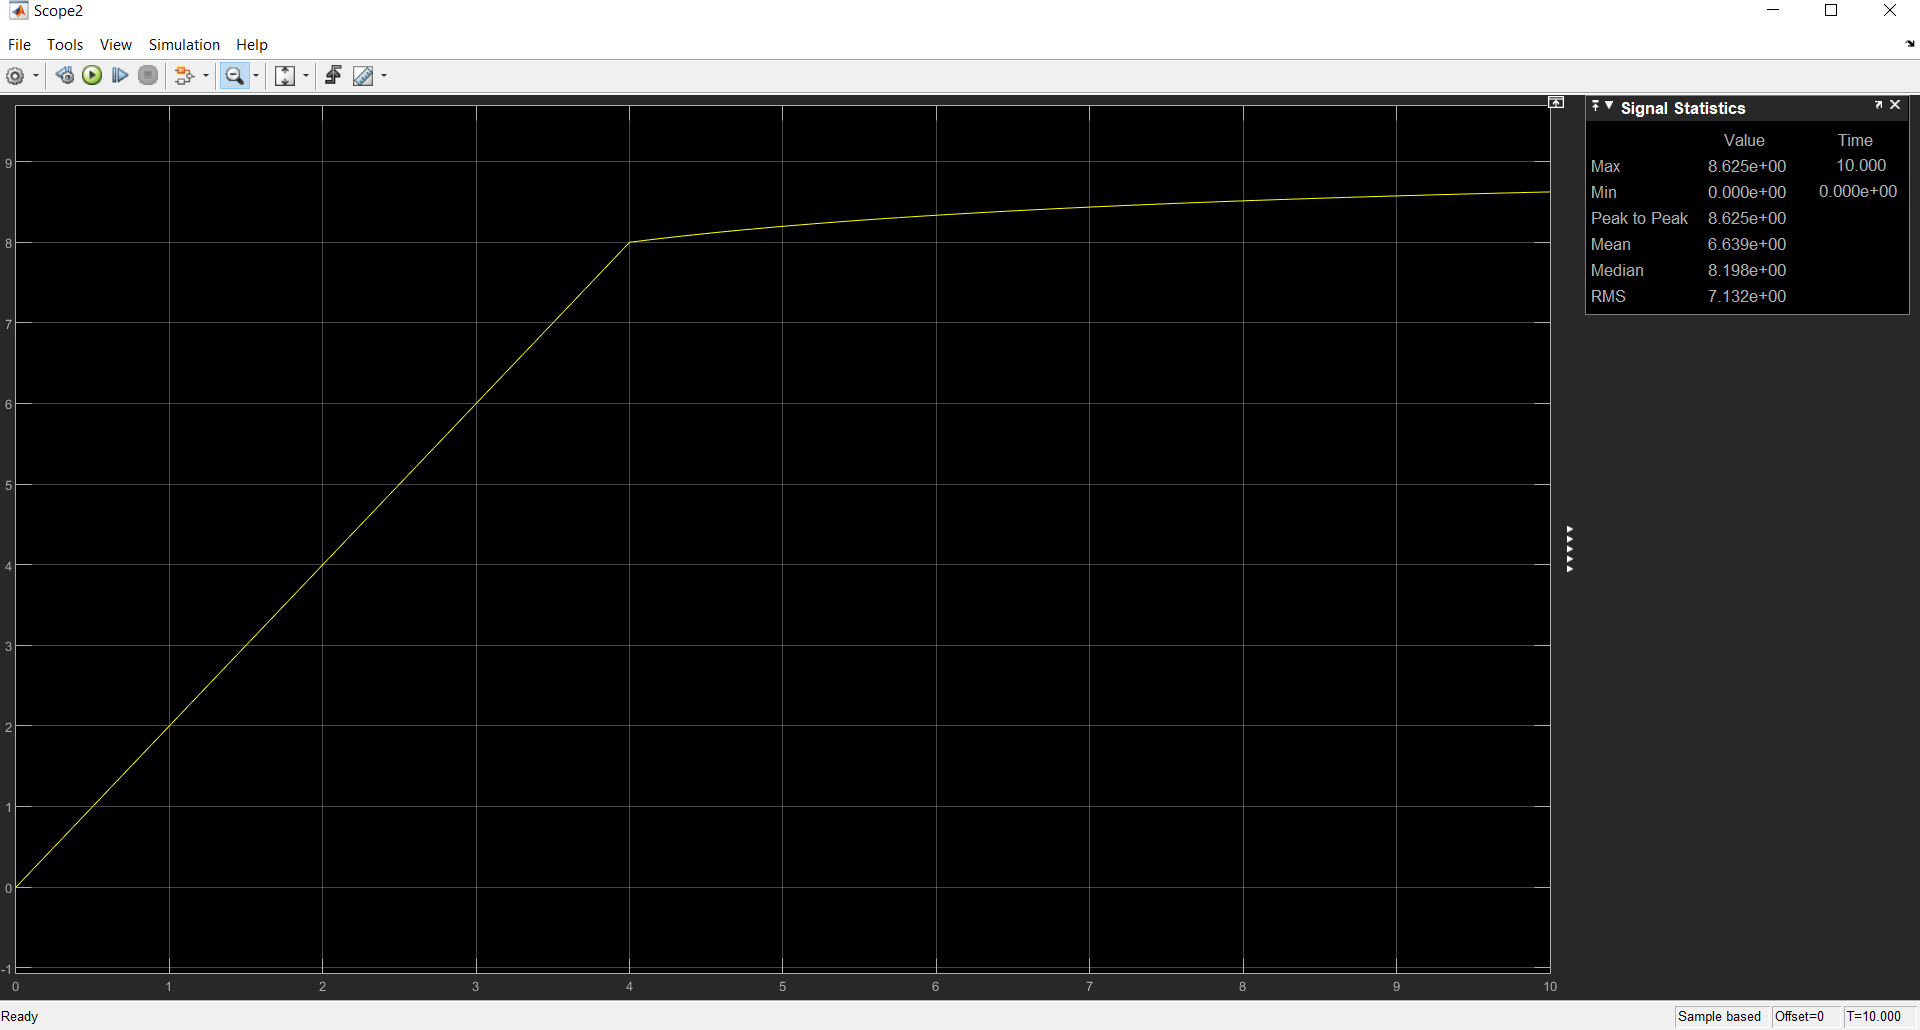 Scope2
File Tools View Simulation Help
Signal Statistics
Value Time
Max 8.625e+00 10.000
Min 0.000e+00 0.000e+00
Peak to Peak 8.625e+00
Mean 6.639e+00
Median 8.198e+00
RMS 7.132e+00
9
8
7
6
5
4
3
2
1
0
-1
0 1 2 3 4 5 6 7 8 9 10
Ready Sample based Offset=0 T=10.000